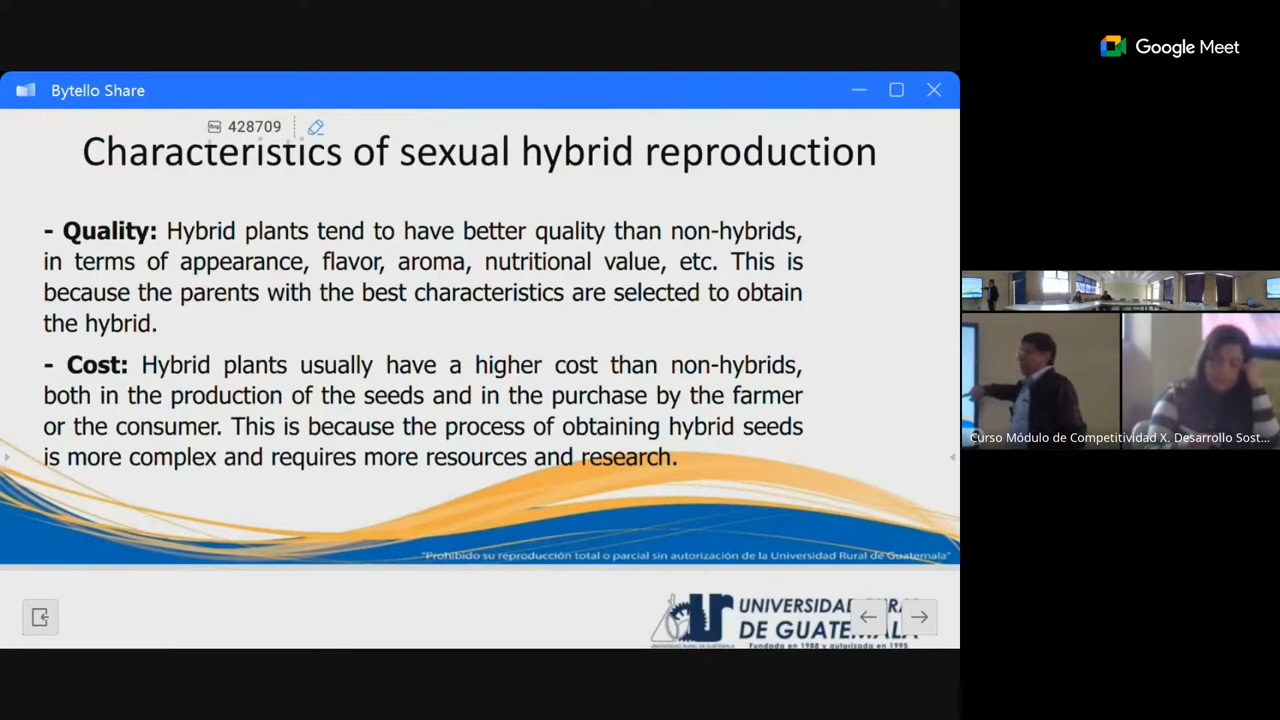 Google Meet
Bytello Share
428709
Characteristics of sexual hybrid reproduction
- Quality: Hybrid plants tend to have better quality than non-hybrids,
in terms of appearance, flavor, aroma, nutritional value, etc. This is
because the parents with the best characteristics are selected to obtain
the hybrid.
- Cost: Hybrid plants usually have a higher cost than non-hybrids,
both in the production of the seeds and in the purchase by the farmer
or the consumer. This is because the process of obtaining hybrid seeds
is more complex and requires more resources and research.
"Prohibido su reproducción total o parcial sin autorización de la Universidad Rural de Guatemala"
Curso Módulo de Competitividad X. Desarrollo Sost...
UNIVERSIDAD
DE GUATEMALA
Fundada en 1988 y autorizada en 1995
UNIVERSIDAD RURAL DE GUATEMALA